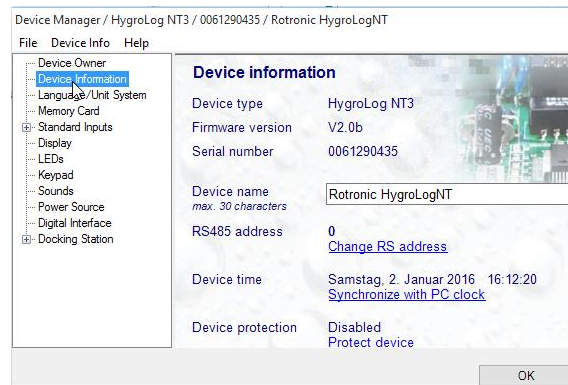 Device Manager / HygroLog NT3 / 0061290435 / Rotronic HygroLogNT
File Device Info Help
Device Owner
Device Information
Language/Unit System
Memory Card
Standard Inputs
Display
LEDs
Keypad
Sounds
Power Source
Digital Interface
Docking Station
Device information
Device type HygroLog NT3
Firmware version V2.0b
Serial number 0061290435
Device name Rotronic HygroLogNT
max. 30 characters
RS485 address 0
Change RS address
Device time Samstag, 2. Januar 2016 16:12:20
Synchronize with PC clock
Device protection Disabled
Protect device
OK